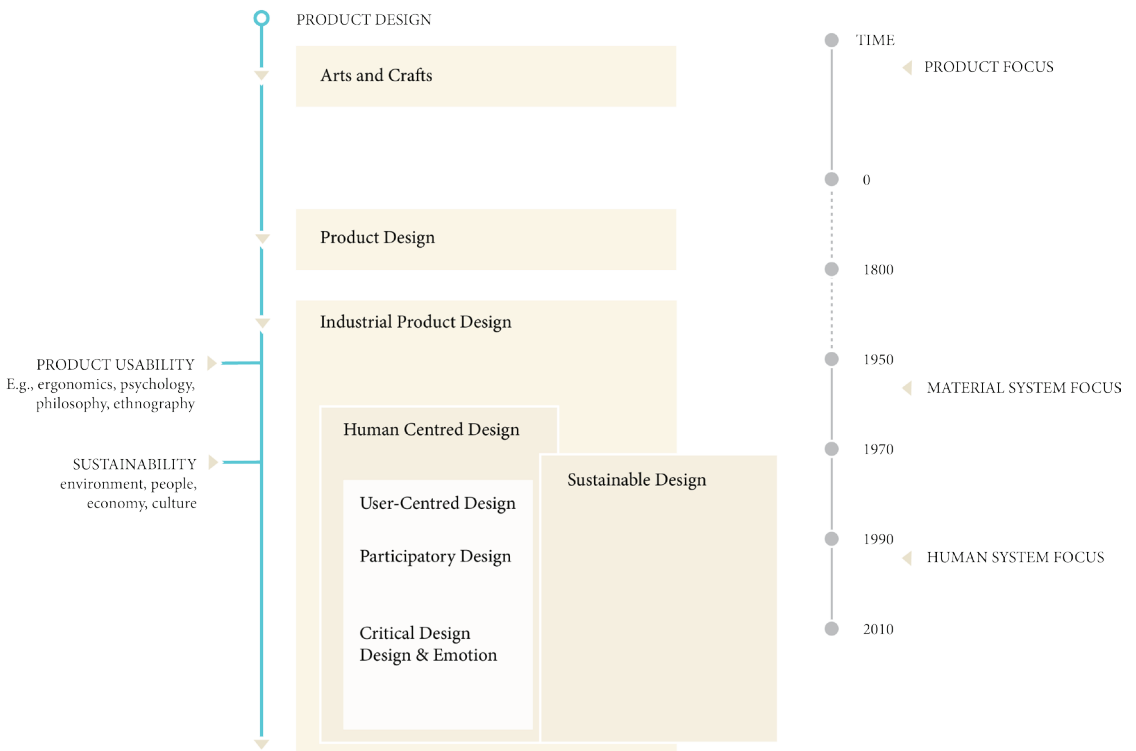 PRODUCT DESIGN
Arts and Crafts
Product Design
Industrial Product Design
PRODUCT USABILITY
E.g., ergonomics, psychology,
philosophy, ethnography
SUSTAINABILITY
environment, people,
economy, culture
Human Centred Design
User-Centred Design
Participatory Design
Critical Design
Design & Emotion
Sustainable Design
TIME
PRODUCT FOCUS
0
1800
1950
MATERIAL SYSTEM FOCUS
1970
1990
HUMAN SYSTEM FOCUS
2010